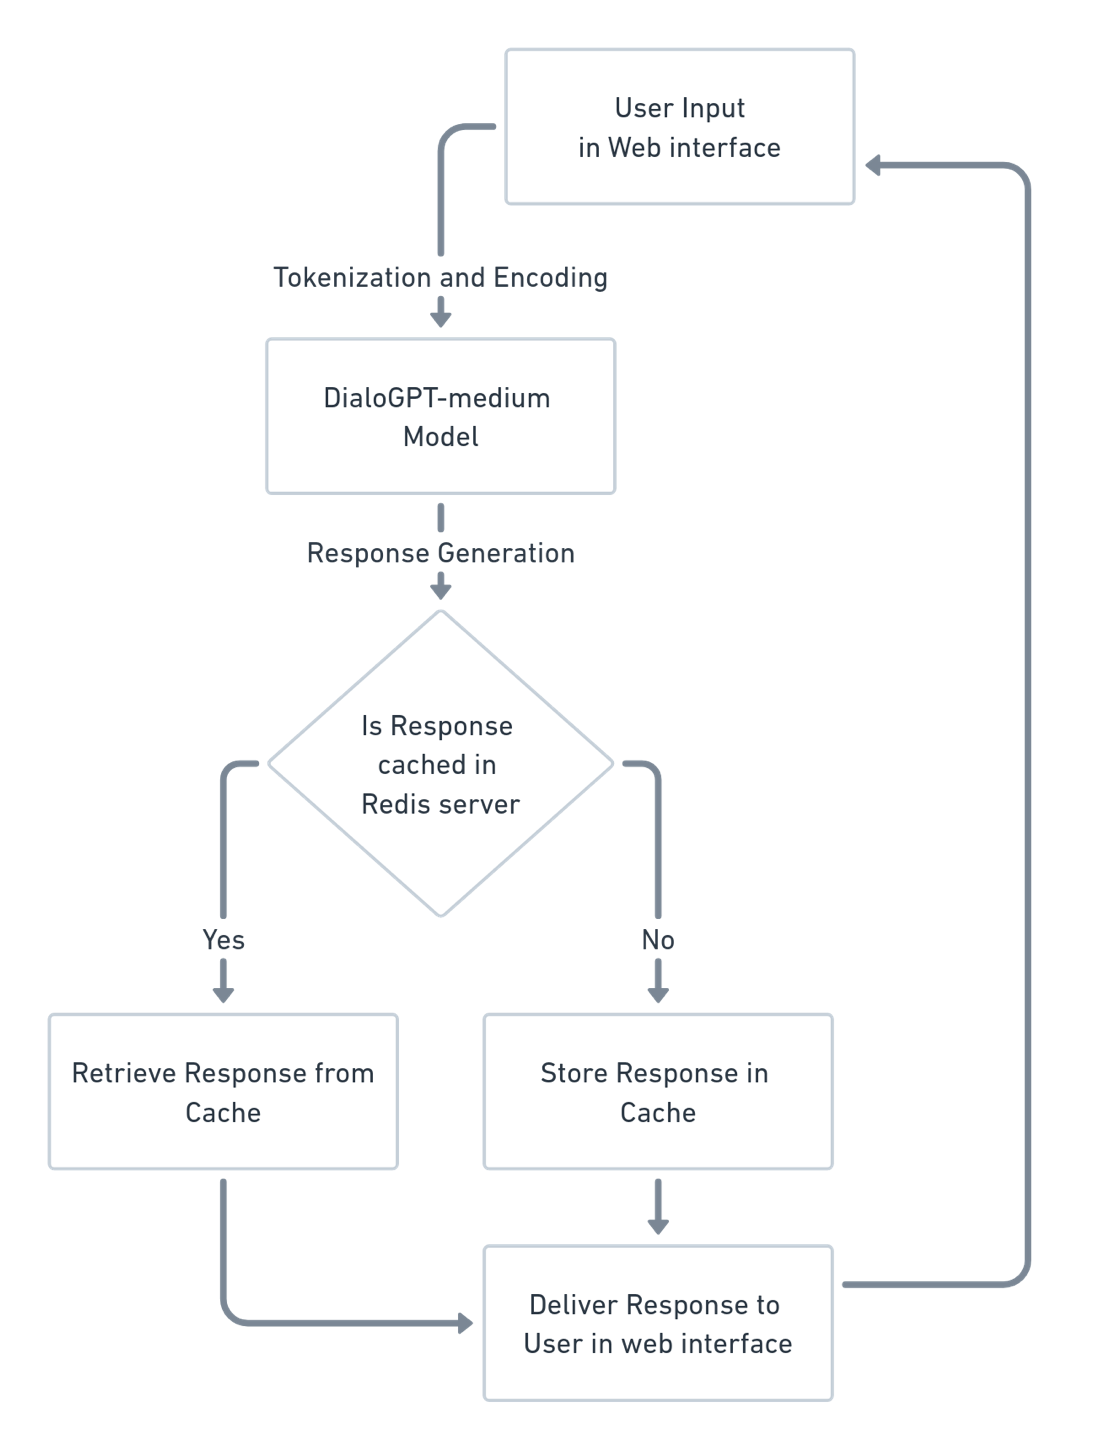 User Input
in Web interface
Tokenization and Encoding
DialoGPT-medium
Model
Response Generation
Is Response
cached in
Redis server
Yes
No
Retrieve Response from
Cache
Store Response in
Cache
Deliver Response to
User in web interface